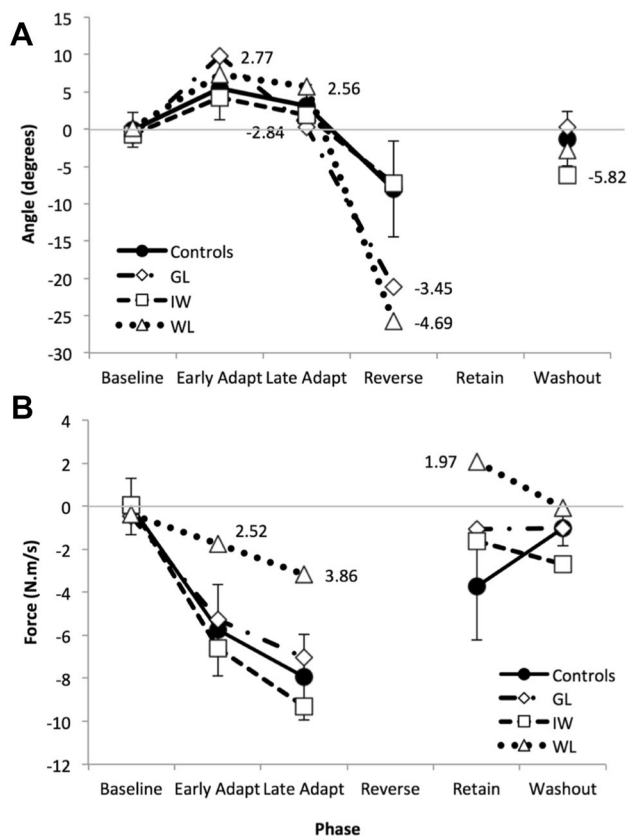 A
15
10
5
0
-5
-10
-15
-20
-25
-30
Angle (degrees)
2.77
2.56
-2.84
-3.45
-4.69
-5.82
Controls
GL
IW
WL
Baseline Early Adapt Late Adapt Reverse Retain Washout
B
4
2
0
-2
-4
-6
-8
-10
-12
Force (N.m/s)
2.52
3.86
1.97
Controls
GL
IW
WL
Baseline Early Adapt Late Adapt Reverse Retain Washout
Phase